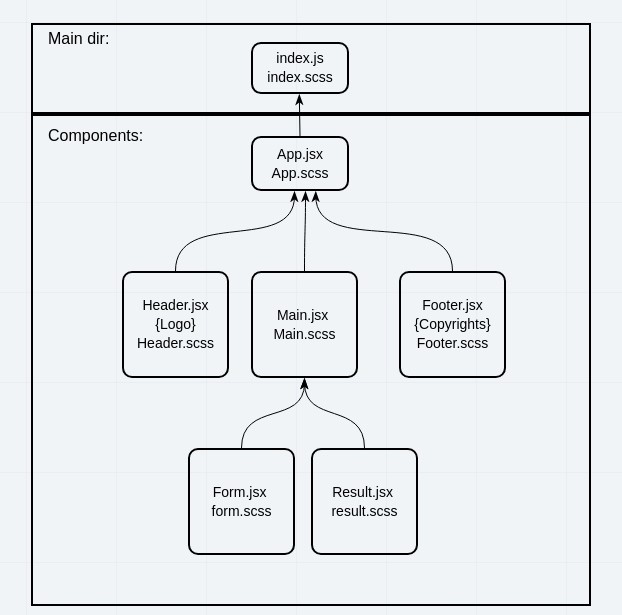 Main dir:
index.js
index.scss
Components:
App.jsx
App.scss
Header.jsx
{Logo}
Header.scss
Main.jsx
Main.scss
Footer.jsx
{Copyrights}
Footer.scss
Form.jsx
form.scss
Result.jsx
result.scss